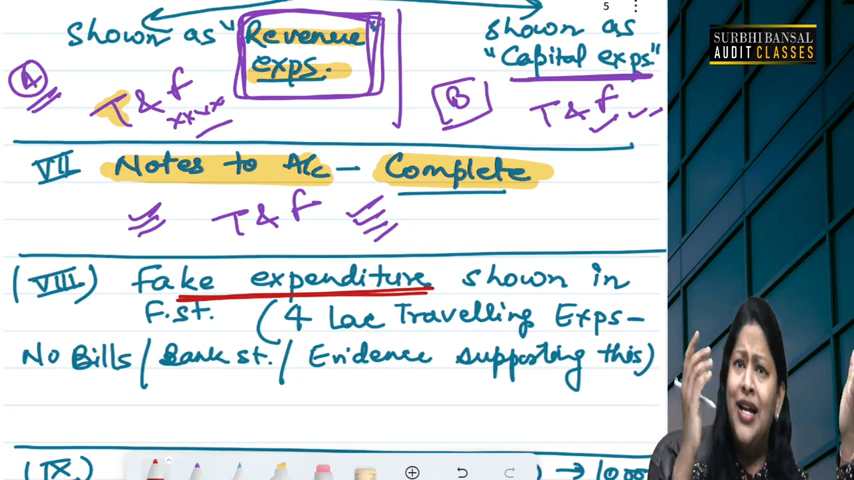 5
SURBHI BANSAL
AUDIT CLASSES
shown as "Revenue exps."
shown as "Capital exps"
A T & f xxxxx
B T & f
VII Notes to A/c - Complete
T & f
(VIII) Fake expenditure shown in
F.st. (4 Lac Travelling Exps-
No Bills / Bank st. / Evidence supporting this)
(IX.